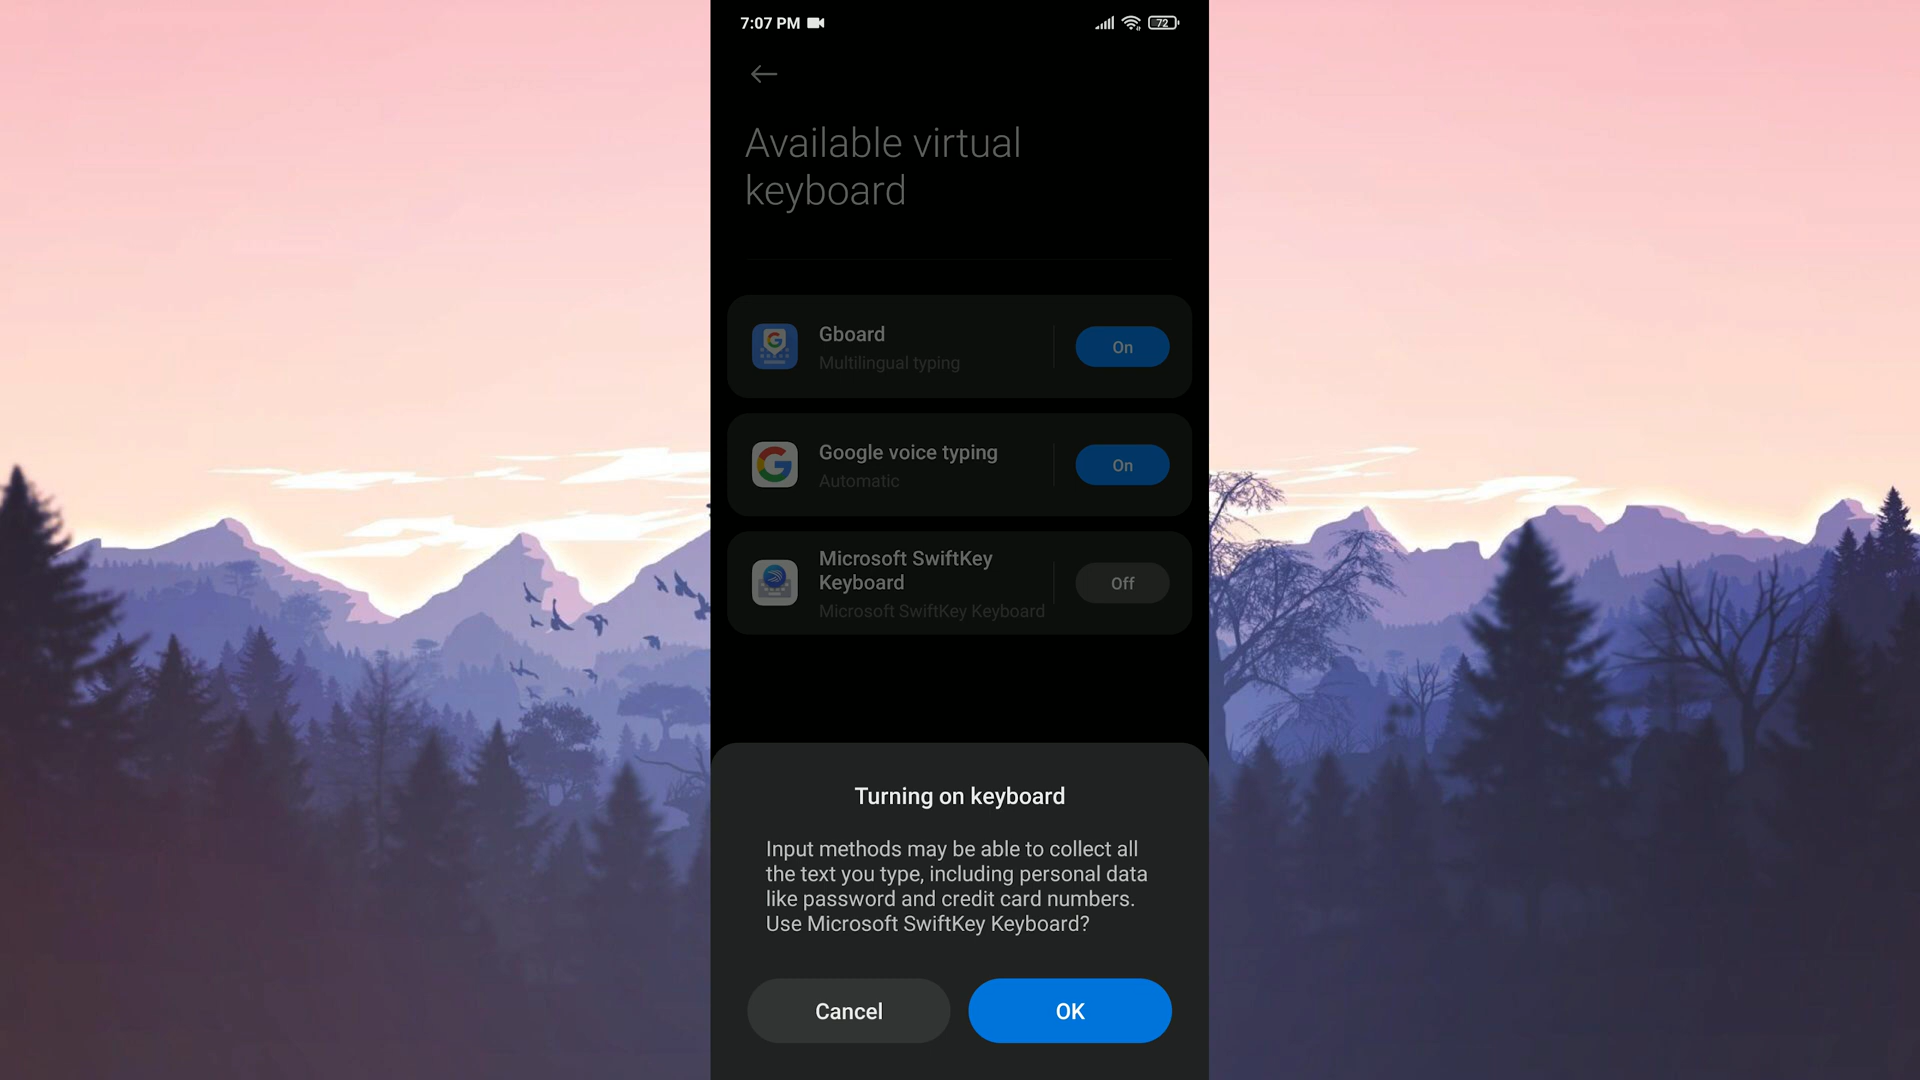 7:07 PM
72
Available virtual
keyboard
Gboard
Multilingual typing
On
Google voice typing
Automatic
On
Microsoft SwiftKey
Keyboard
Microsoft SwiftKey Keyboard
Off
Turning on keyboard
Input methods may be able to collect all
the text you type, including personal data
like password and credit card numbers.
Use Microsoft SwiftKey Keyboard?
Cancel
OK